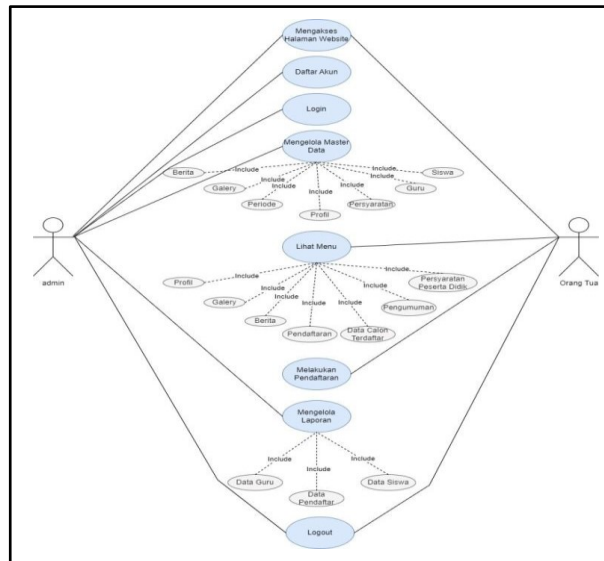 Mengakses
Halaman Website
Daftar Akun
Login
Mengelola Master
Data
Berita
Include
Include
Include
Siswa
Galery
Include
Include
Include
Include
Guru
Periode
Persyaratan
Profil
admin
Orang Tua
Lihat Menu
Profil
Include
Include
Persyaratan
Peserta Didik
Galery
Include
Include
Pengumuman
Berita
Include
Include
Include
Pendaftaran
Data Calon
Terdaftar
Melakukan
Pendaftaran
Mengelola
Laporan
Include
Include
Include
Data Guru
Data
Pendaftar
Data Siswa
Logout